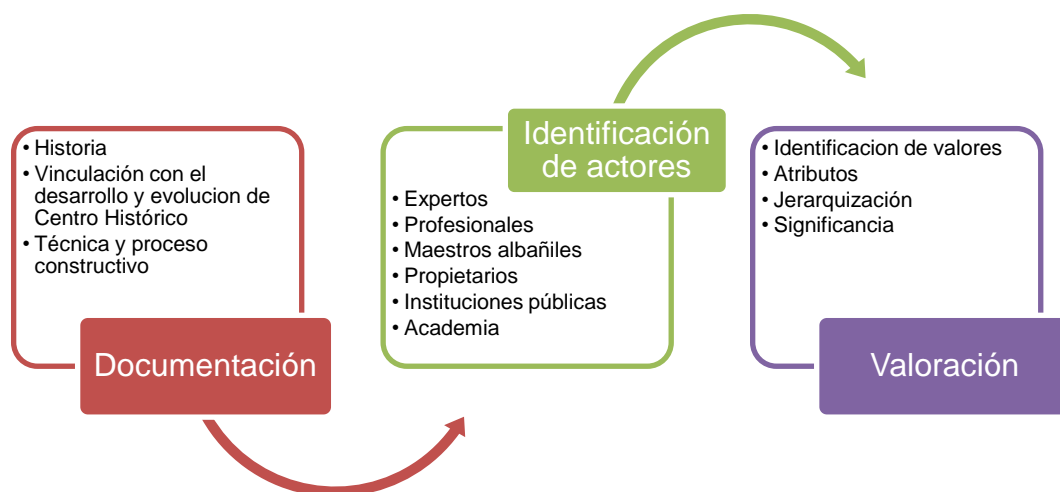 • Historia
• Vinculación con el
desarrollo y evolucion de
Centro Histórico
• Técnica y proceso
constructivo
Documentación
Identificación
de actores
• Expertos
• Profesionales
• Maestros albañiles
• Propietarios
• Instituciones públicas
• Academia
• Identificacion de valores
• Atributos
• Jerarquización
• Significancia
Valoración